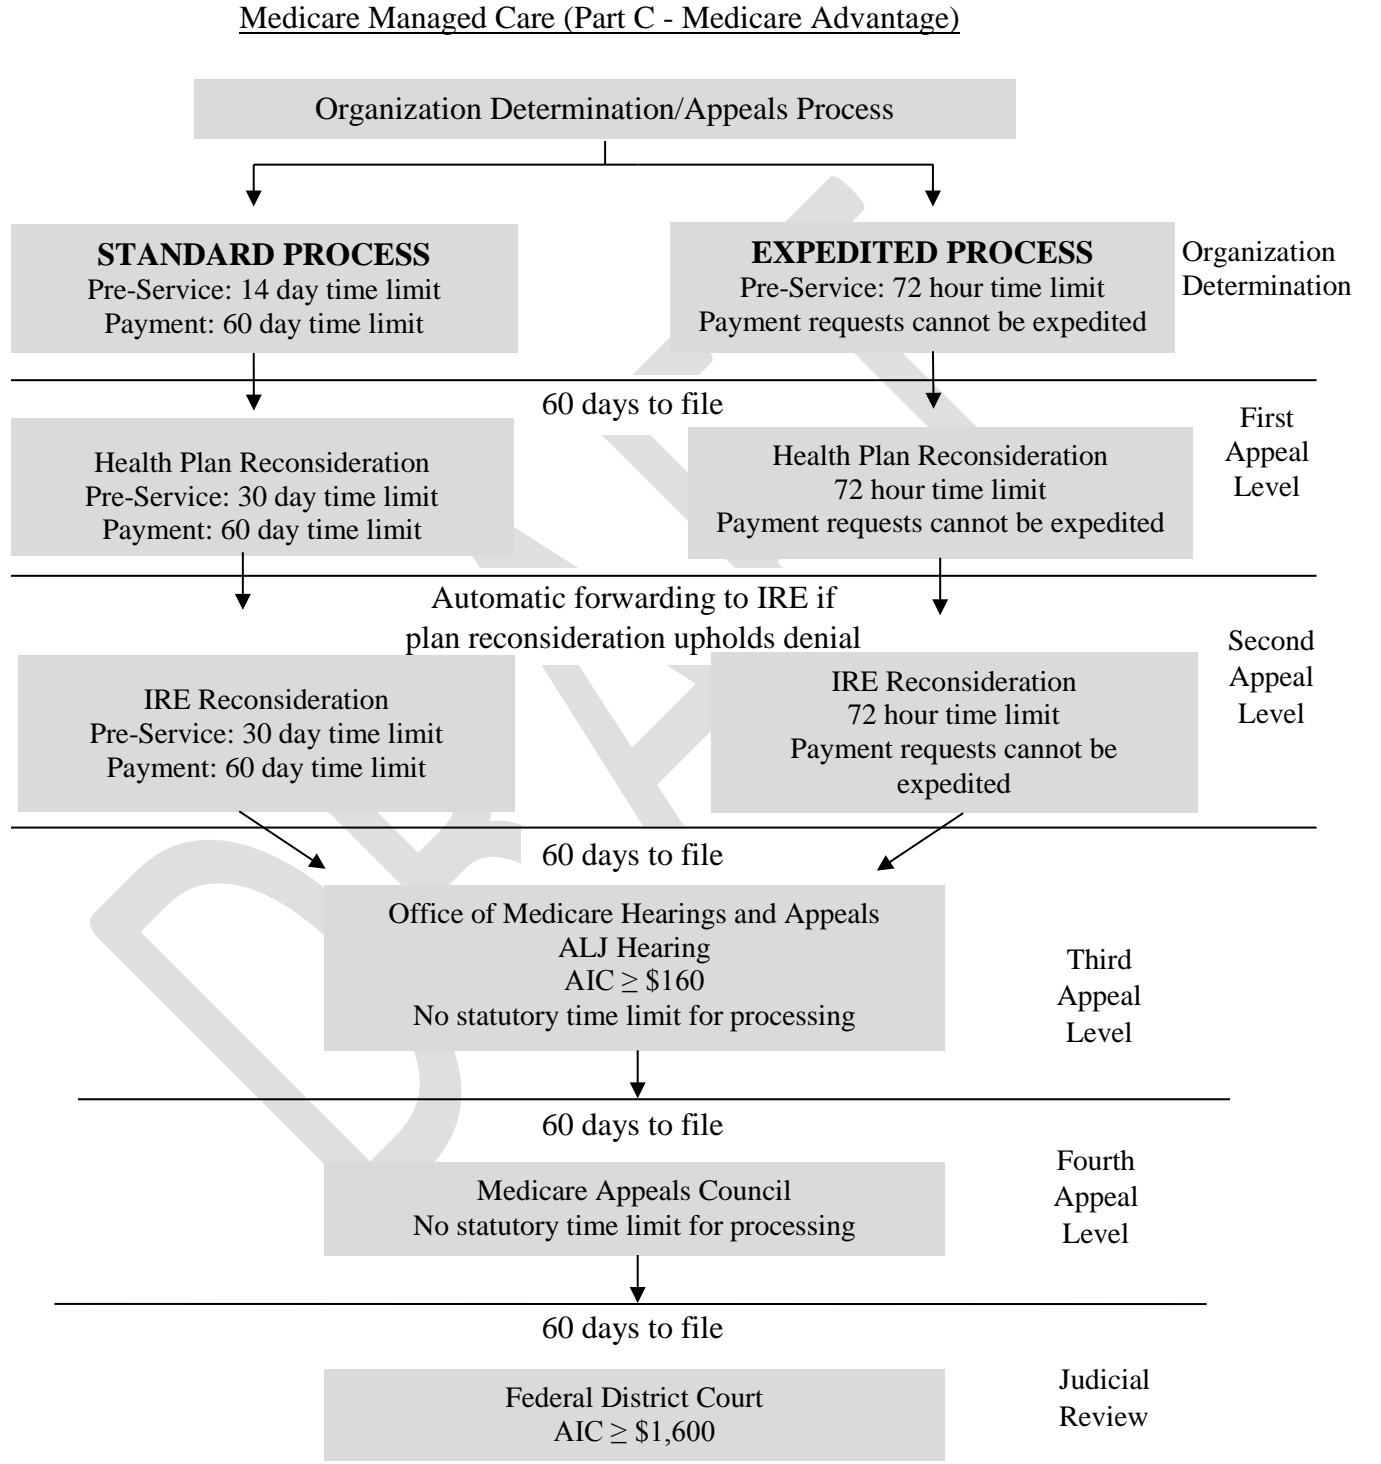 Medicare Managed Care (Part C - Medicare Advantage)
Organization Determination/Appeals Process
STANDARD PROCESS
Pre-Service: 14 day time limit
Payment: 60 day time limit
EXPEDITED PROCESS
Pre-Service: 72 hour time limit
Payment requests cannot be expedited
Organization
Determination
60 days to file
Health Plan Reconsideration
Pre-Service: 30 day time limit
Payment: 60 day time limit
Health Plan Reconsideration
72 hour time limit
Payment requests cannot be expedited
First
Appeal
Level
Automatic forwarding to IRE if
plan reconsideration upholds denial
IRE Reconsideration
Pre-Service: 30 day time limit
Payment: 60 day time limit
IRE Reconsideration
72 hour time limit
Payment requests cannot be
expedited
Second
Appeal
Level
60 days to file
Office of Medicare Hearings and Appeals
ALJ Hearing
AIC ≥ $160
No statutory time limit for processing
Third
Appeal
Level
60 days to file
Medicare Appeals Council
No statutory time limit for processing
Fourth
Appeal
Level
60 days to file
Federal District Court
AIC ≥ $1,600
Judicial
Review
DRAFT